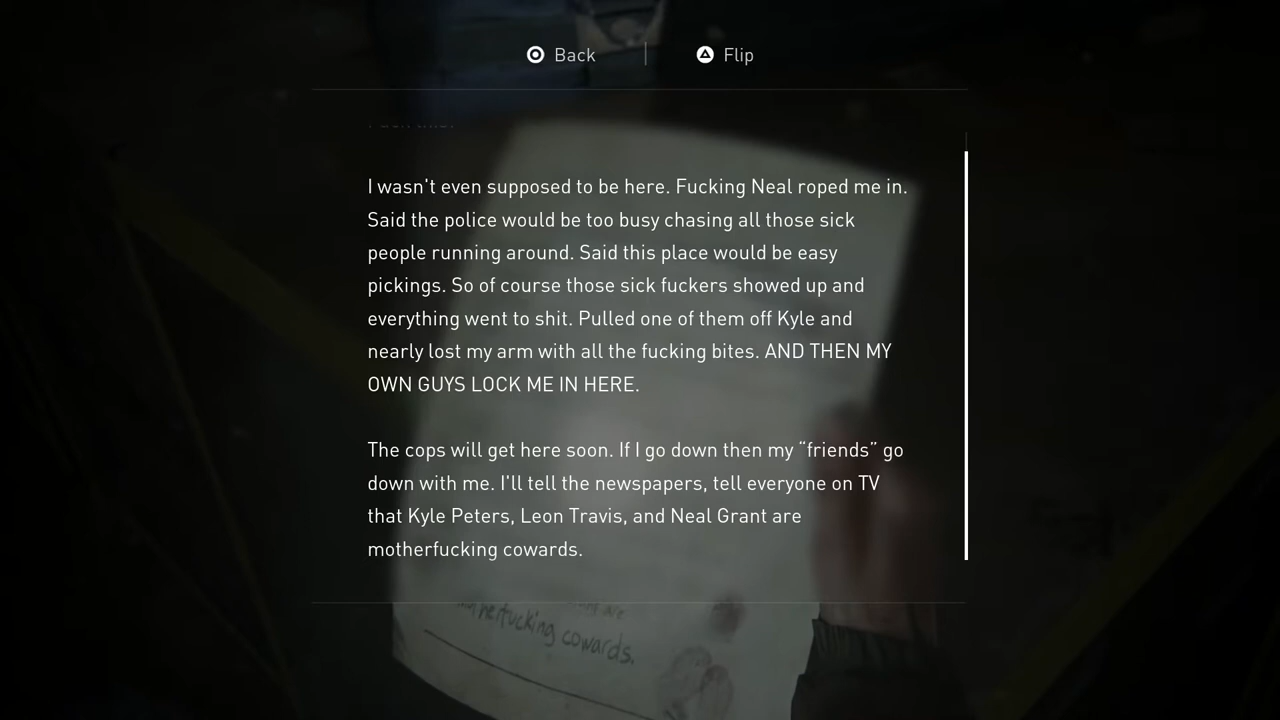 Back
Flip
I wasn't even supposed to be here. Fucking Neal roped me in.
Said the police would be too busy chasing all those sick
people running around. Said this place would be easy
pickings. So of course those sick fuckers showed up and
everything went to shit. Pulled one of them off Kyle and
nearly lost my arm with all the fucking bites. AND THEN MY
OWN GUYS LOCK ME IN HERE.
The cops will get here soon. If I go down then my “friends” go
down with me. I'll tell the newspapers, tell everyone on TV
that Kyle Peters, Leon Travis, and Neal Grant are
motherfucking cowards.
are
motherfucking cowards.